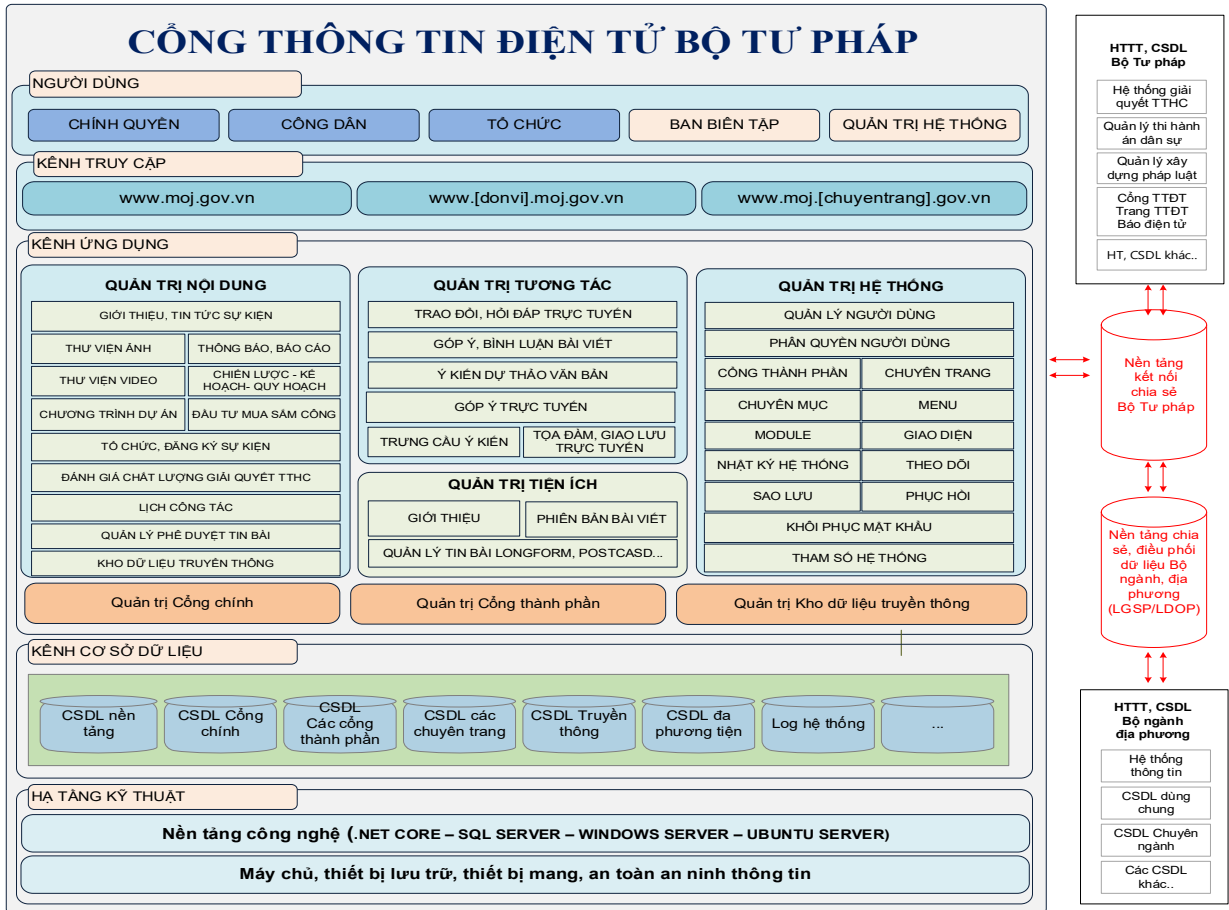 CỔNG THÔNG TIN ĐIỆN TỬ BỘ TƯ PHÁP
NGƯỜI DÙNG
CHÍNH QUYỀN
CÔNG DÂN
TỔ CHỨC
BAN BIÊN TẬP
QUẢN TRỊ HỆ THỐNG
KÊNH TRUY CẬP
www.moj.gov.vn
www.[donvi].moj.gov.vn
www.moj.[chuyentrang].gov.vn
KÊNH ỨNG DỤNG
QUẢN TRỊ NỘI DUNG
GIỚI THIỆU, TIN TỨC SỰ KIỆN
THƯ VIỆN ẢNH
THÔNG BÁO, BÁO CÁO
THƯ VIỆN VIDEO
CHIẾN LƯỢC - KẾ
HOẠCH- QUY HOẠCH
CHƯƠNG TRÌNH DỰ ÁN
ĐẦU TƯ MUA SẮM CÔNG
TỔ CHỨC, ĐĂNG KÝ SỰ KIỆN
ĐÁNH GIÁ CHẤT LƯỢNG GIẢI QUYẾT TTHC
LỊCH CÔNG TÁC
QUẢN LÝ PHÊ DUYỆT TIN BÀI
KHO DỮ LIỆU TRUYỀN THÔNG
QUẢN TRỊ TƯƠNG TÁC
TRAO ĐỔI, HỎI ĐÁP TRỰC TUYẾN
GÓP Ý, BÌNH LUẬN BÀI VIẾT
Ý KIẾN DỰ THẢO VĂN BẢN
GÓP Ý TRỰC TUYẾN
TRƯNG CẦU Ý KIẾN
TỌA ĐÀM, GIAO LƯU
TRỰC TUYẾN
QUẢN TRỊ TIỆN ÍCH
GIỚI THIỆU
PHIÊN BẢN BÀI VIẾT
QUẢN LÝ TIN BÀI LONGFORM, POSTCASD...
QUẢN TRỊ HỆ THỐNG
QUẢN LÝ NGƯỜI DÙNG
PHÂN QUYỀN NGƯỜI DÙNG
CỔNG THÀNH PHẦN
CHUYÊN TRANG
CHUYÊN MỤC
MENU
MODULE
GIAO DIỆN
NHẬT KÝ HỆ THỐNG
THEO DÕI
SAO LƯU
PHỤC HỒI
KHÔI PHỤC MẬT KHẨU
THAM SỐ HỆ THỐNG
Quản trị Cổng chính
Quản trị Cổng thành phần
Quản trị Kho dữ liệu truyền thông
KÊNH CƠ SỞ DỮ LIỆU
CSDL nền
tảng
CSDL Cổng
chính
CSDL
Các cổng
thành phần
CSDL các
chuyên trang
CSDL Truyền
thông
CSDL đa
phương tiện
Log hệ thống
...
HẠ TẦNG KỸ THUẬT
Nền tảng công nghệ (.NET CORE – SQL SERVER – WINDOWS SERVER – UBUNTU SERVER)
Máy chủ, thiết bị lưu trữ, thiết bị mang, an toàn an ninh thông tin
HTTT, CSDL
Bộ Tư pháp
Hệ thống giải
quyết TTHC
Quản lý thi hành
án dân sự
Quản lý xây
dựng pháp luật
Cổng TTĐT
Trang TTĐT
Báo điện tử
HT, CSDL khác..
Nền tảng
kết nối
chia sẻ
Bộ Tư pháp
Nền tảng chia
sẻ, điều phối
dữ liệu Bộ
ngành, địa
phương
(LGSP/LDOP)
HTTT, CSDL
Bộ ngành
địa phương
Hệ thống
thông tin
CSDL dùng
chung
CSDL Chuyên
ngành
Các CSDL
khác..